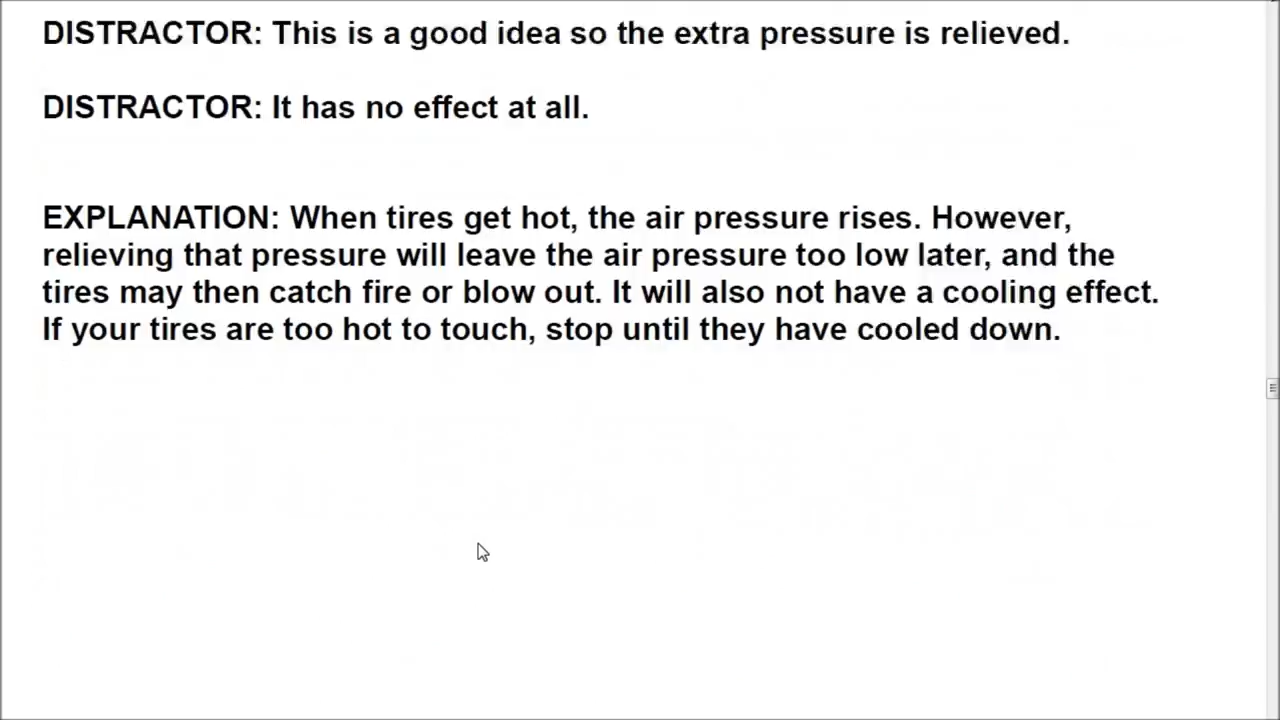 DISTRACTOR: This is a good idea so the extra pressure is relieved.
DISTRACTOR: It has no effect at all.
EXPLANATION: When tires get hot, the air pressure rises. However,
relieving that pressure will leave the air pressure too low later, and the
tires may then catch fire or blow out. It will also not have a cooling effect.
If your tires are too hot to touch, stop until they have cooled down.